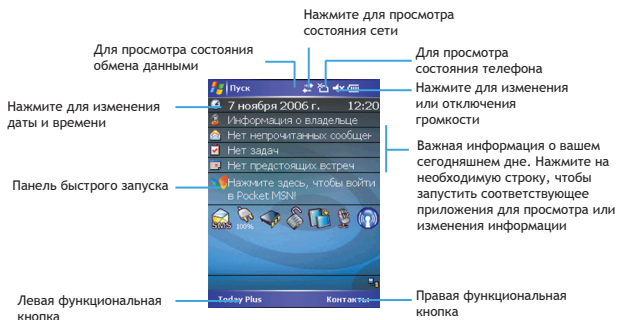 Нажмите для просмотра
состояния сети
Для просмотра состояния
обмена данными
Для просмотра
состояния телефона
Нажмите для изменения
даты и времени
Нажмите для изменения
или отключения
громкости
Пуск
7 ноября 2006 г. 12:20
Информация о владельце
Нет непрочитанных сообщен
Нет задач
Нет предстоящих встреч
Нажмите здесь, чтобы войти
в Pocket MSN!
SMS 100%
Важная информация о вашем
сегодняшнем дне. Нажмите на
необходимую строку, чтобы
запустить соответствующее
приложения для просмотра или
изменения информации
Панель быстрого запуска
Today Plus Контакты
Левая функциональная
кнопка
Правая функциональная
кнопка